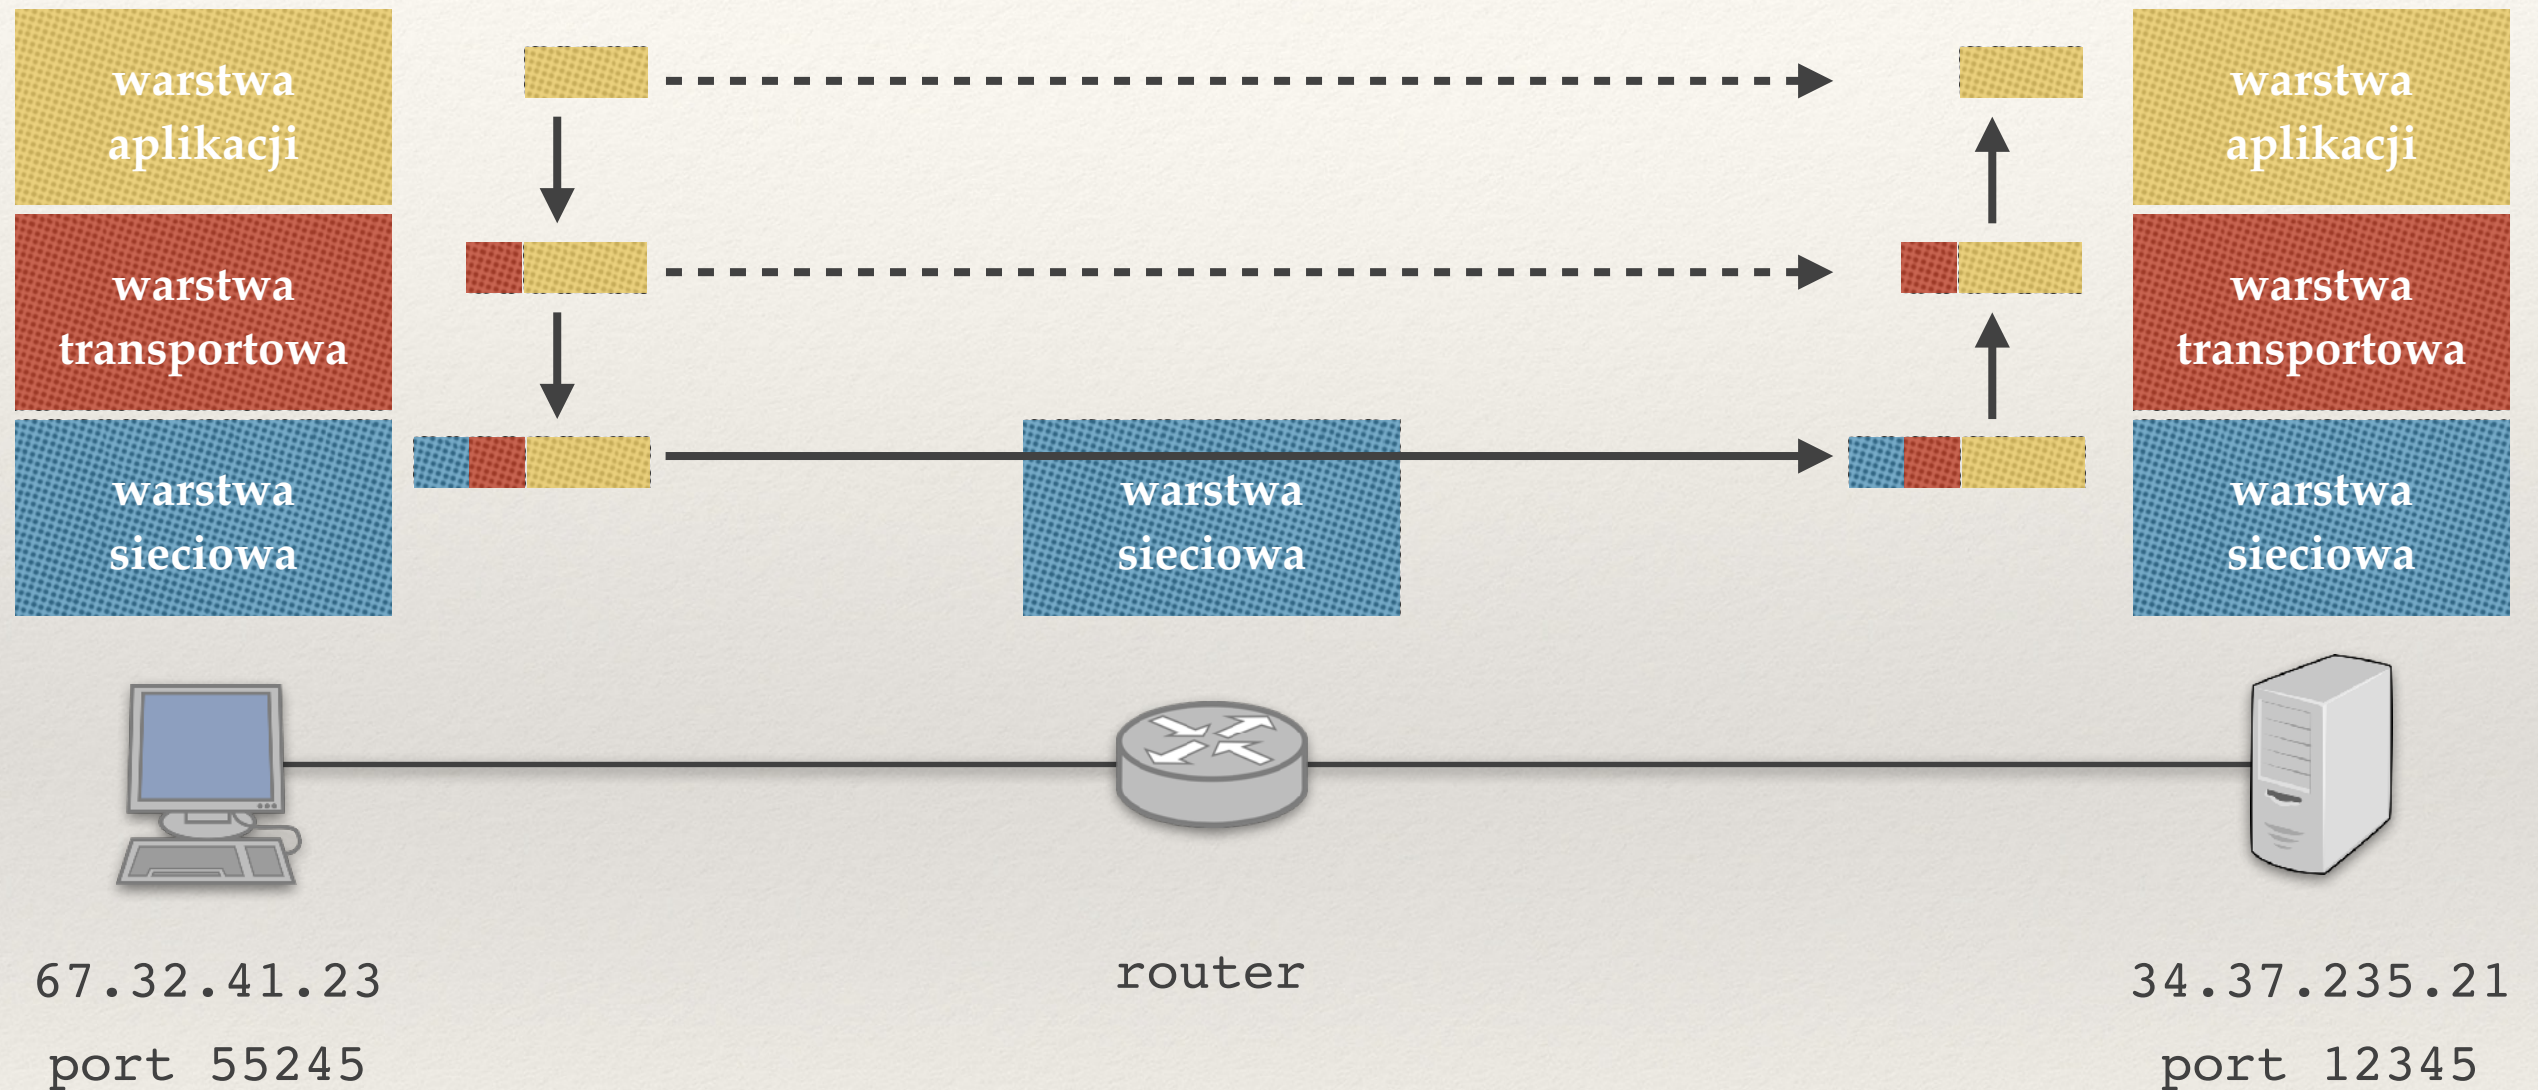 warstwa
aplikacji
warstwa
transportowa
warstwa
sieciowa
warstwa
sieciowa
warstwa
aplikacji
warstwa
transportowa
warstwa
sieciowa
67.32.41.23
port 55245
router
34.37.235.21
port 12345